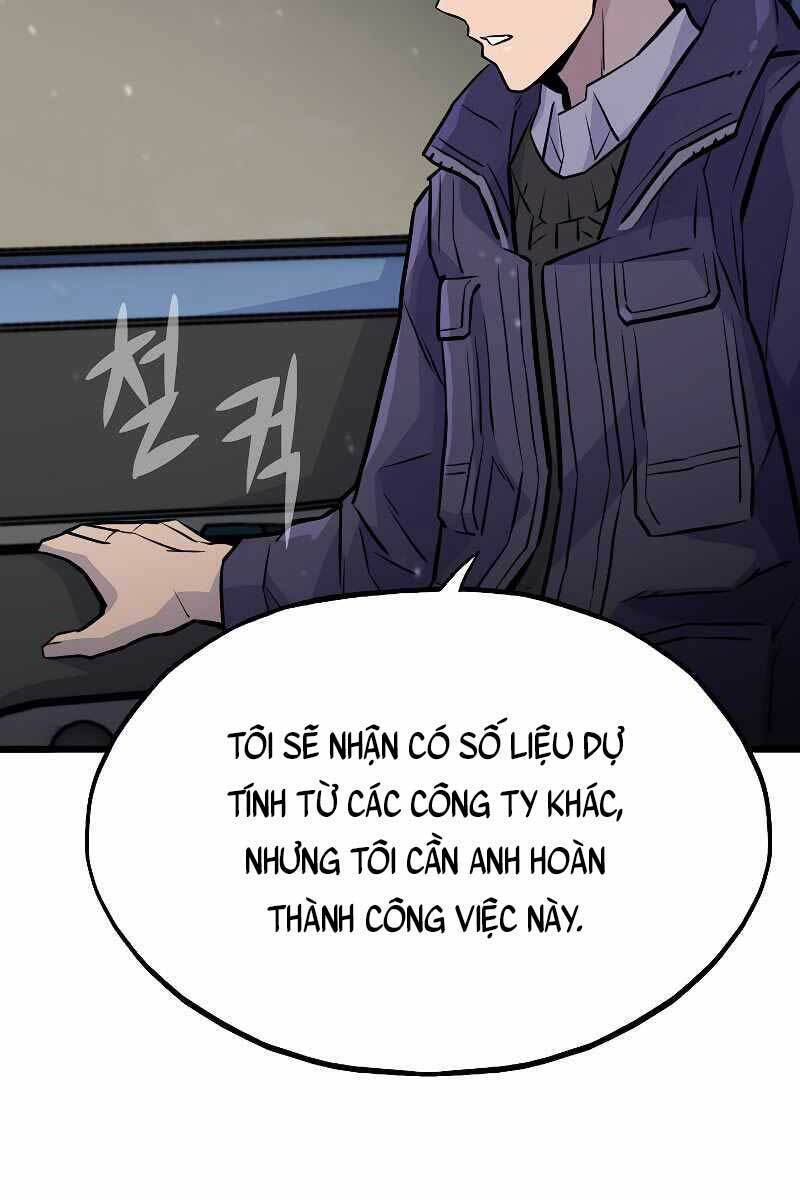 철컥
TÔI SẼ NHẬN CÓ SỐ LIỆU DỰ
TÍNH TỪ CÁC CÔNG TY KHÁC,
NHƯNG TÔI CẦN ANH HOÀN
THÀNH CÔNG VIỆC NÀY.